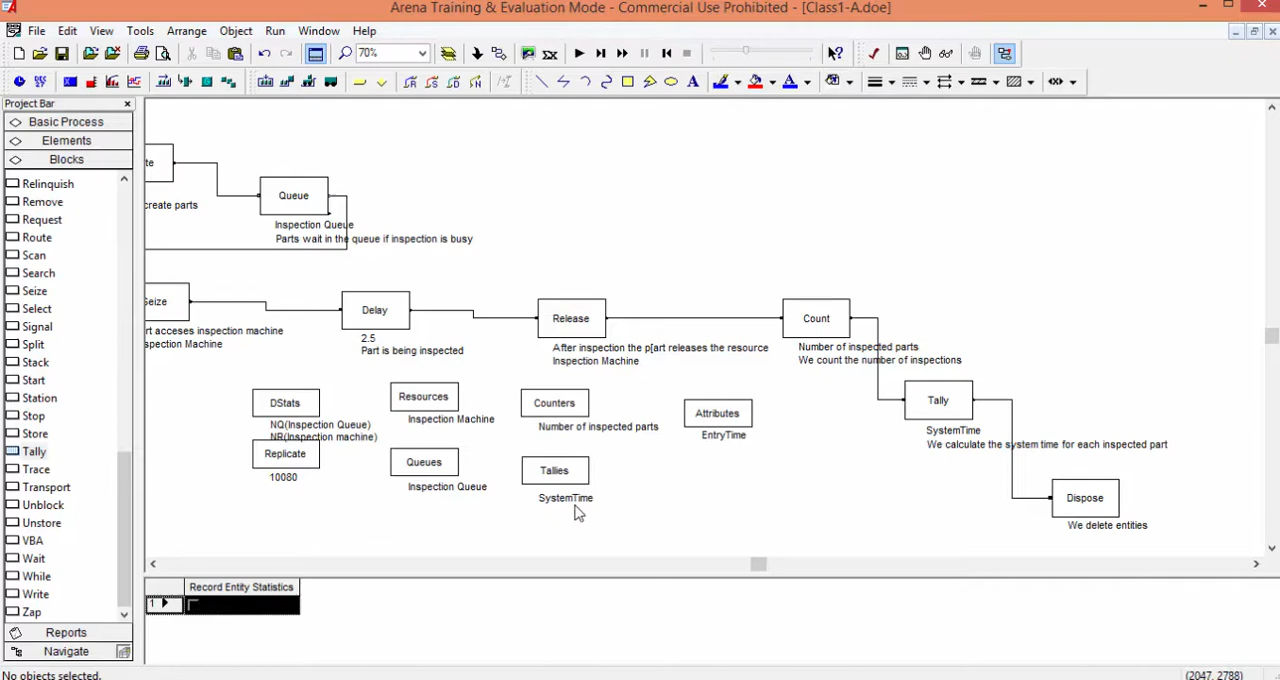 Arena Training & Evaluation Mode - Commercial Use Prohibited - [Class1-A.doe]
File Edit View Tools Arrange Object Run Window Help
70%
Project Bar
Basic Process
Elements
Blocks
Relinquish
Remove
Request
Route
Scan
Search
Seize
Select
Signal
Split
Stack
Start
Station
Stop
Store
Tally
Trace
Transport
Unblock
Unstore
VBA
Wait
While
Write
Zap
Reports
Navigate
te
create parts
Queue
Inspection Queue
Parts wait in the queue if inspection is busy
Seize
rt acceses inspection machine
spection Machine
Delay
2.5
Part is being inspected
Release
After inspection the p[art releases the resource
Inspection Machine
Count
Number of inspected parts
We count the number of inspections
DStats
NQ(Inspection Queue)
NR(Inspection machine)
Resources
Inspection Machine
Counters
Number of inspected parts
Attributes
EntryTime
Tally
SystemTime
We calculate the system time for each inspected part
Replicate
10080
Queues
Inspection Queue
Tallies
SystemTime
Dispose
We delete entities
Record Entity Statistics
1
No objects selected.
(2047, 2788)